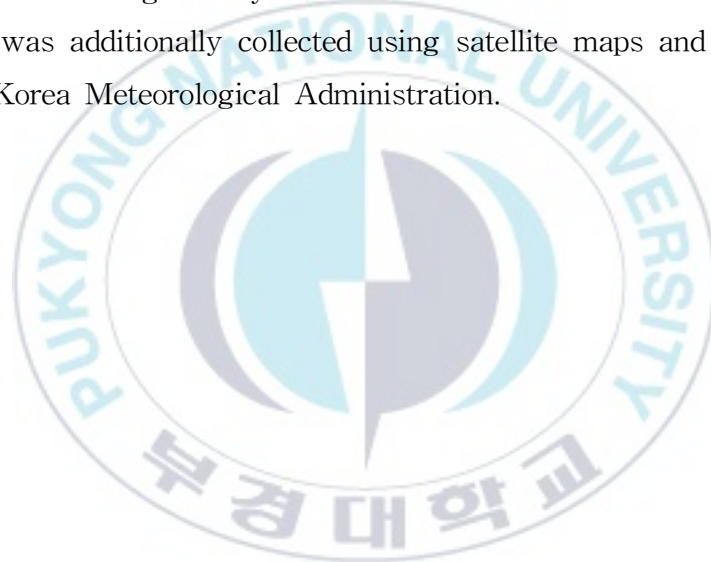 was additionally collected using satellite maps and
Korea Meteorological Administration.
PUKYONG NATIONAL UNIVERSITY
부경대학교